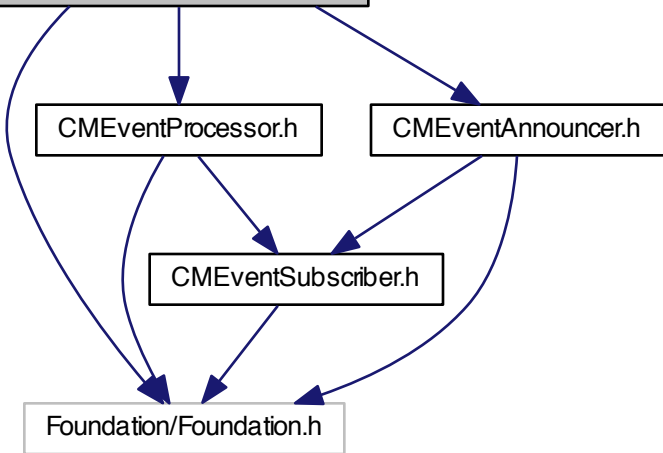 CMEventProcessor.h
CMEventAnnouncer.h
CMEventSubscriber.h
Foundation/Foundation.h